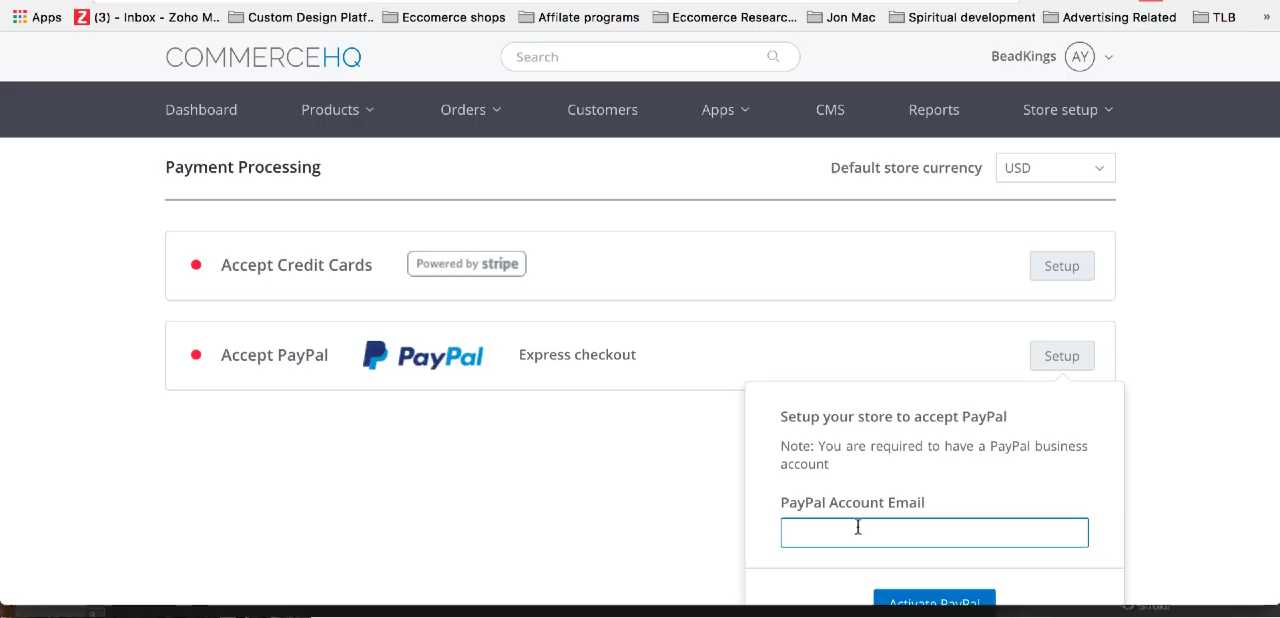 Apps (3) - Inbox - Zoho M.. Custom Design Platf.. Eccomerce shops Affilate programs Eccomerce Researc... Jon Mac Spiritual development Advertising Related TLB »
COMMERCEHQ Search BeadKings AY
Dashboard Products Orders Customers Apps CMS Reports Store setup
Payment Processing Default store currency USD
Accept Credit Cards Powered by stripe Setup
Accept PayPal PayPal Express checkout Setup
Setup your store to accept PayPal
Note: You are required to have a PayPal business
account
PayPal Account Email
Activate PayPal